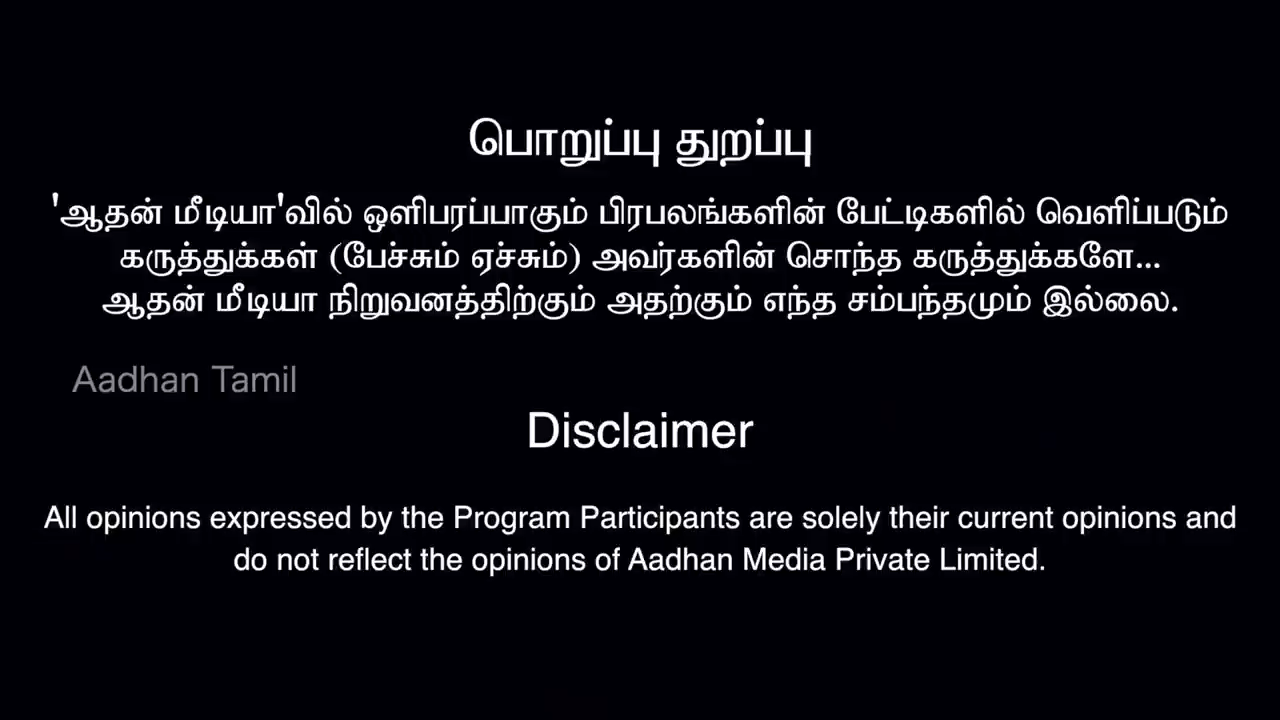 பொறுப்பு துறப்பு
'ஆதன் மீடியா'வில் ஒளிபரப்பாகும் பிரபலங்களின் பேட்டிகளில் வெளிப்படும்
கருத்துக்கள் (பேச்சும் ஏச்சும்) அவர்களின் சொந்த கருத்துக்களே...
ஆதன் மீடியா நிறுவனத்திற்கும் அதற்கும் எந்த சம்பந்தமும் இல்லை.
Aadhan Tamil
Disclaimer
All opinions expressed by the Program Participants are solely their current opinions and
do not reflect the opinions of Aadhan Media Private Limited.